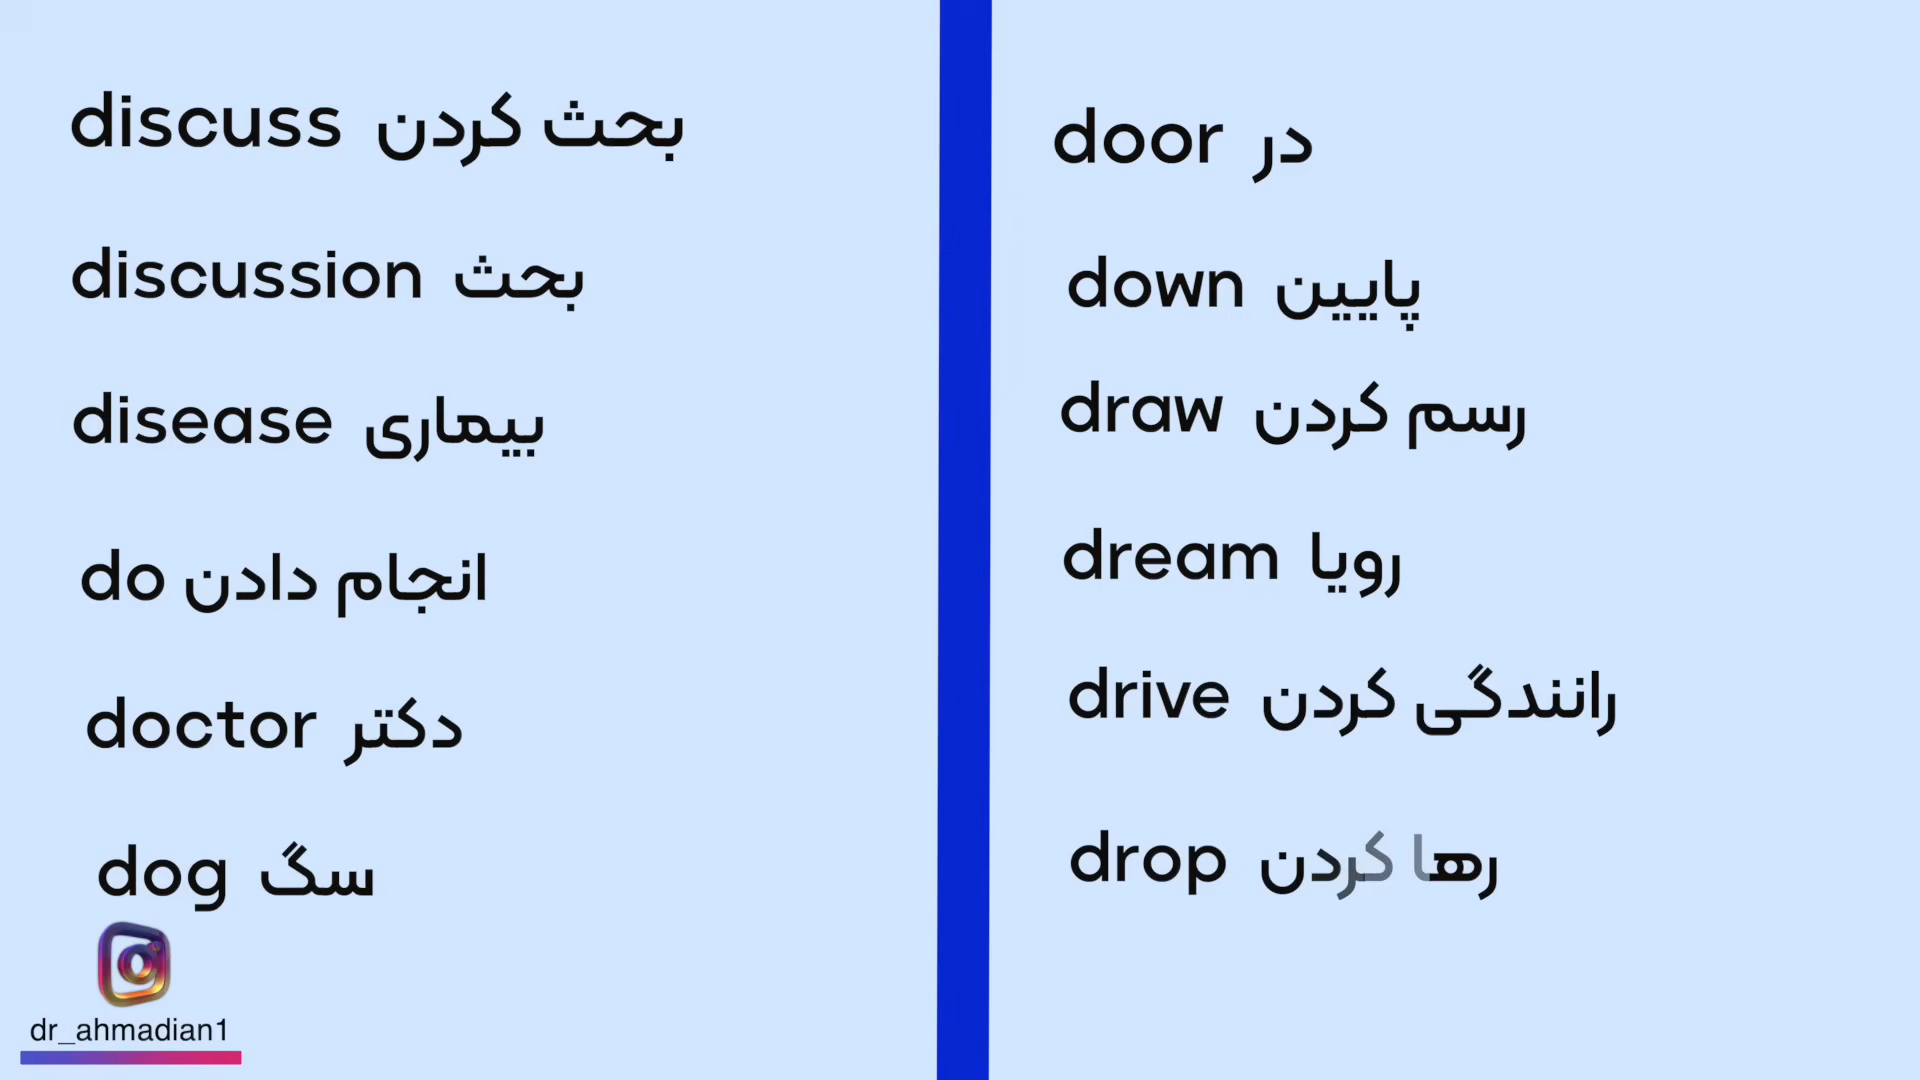 discuss بحث کردن
discussion بحث
disease بیماری
do انجام دادن
doctor دکتر
dog سگ
dr_ahmadian1
door در
down پایین
draw رسم کردن
dream رویا
drive رانندگی کردن
drop رها کردن